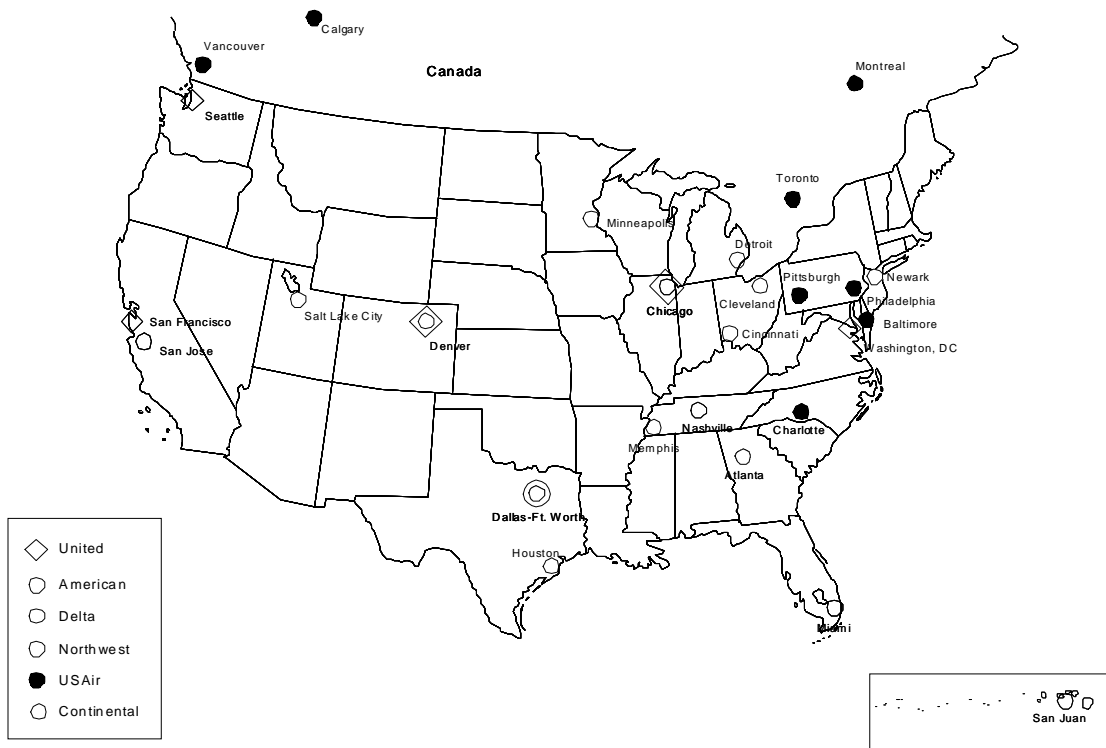 Calgary
Vancouver
Canada
Montreal
Seattle
Toronto
Minneapolis
Detroit
Pittsburgh
Newark
Cleveland
Philadelphia
Salt Lake City
Chicago
San Francisco
Baltimore
Cincinnati
Denver
San Jose
Washington, DC
Nashville
Charlotte
Memphis
Atlanta
Dallas-Ft. Worth
Houston
Miami
United
American
Delta
Northwest
USAir
Continental
San Juan